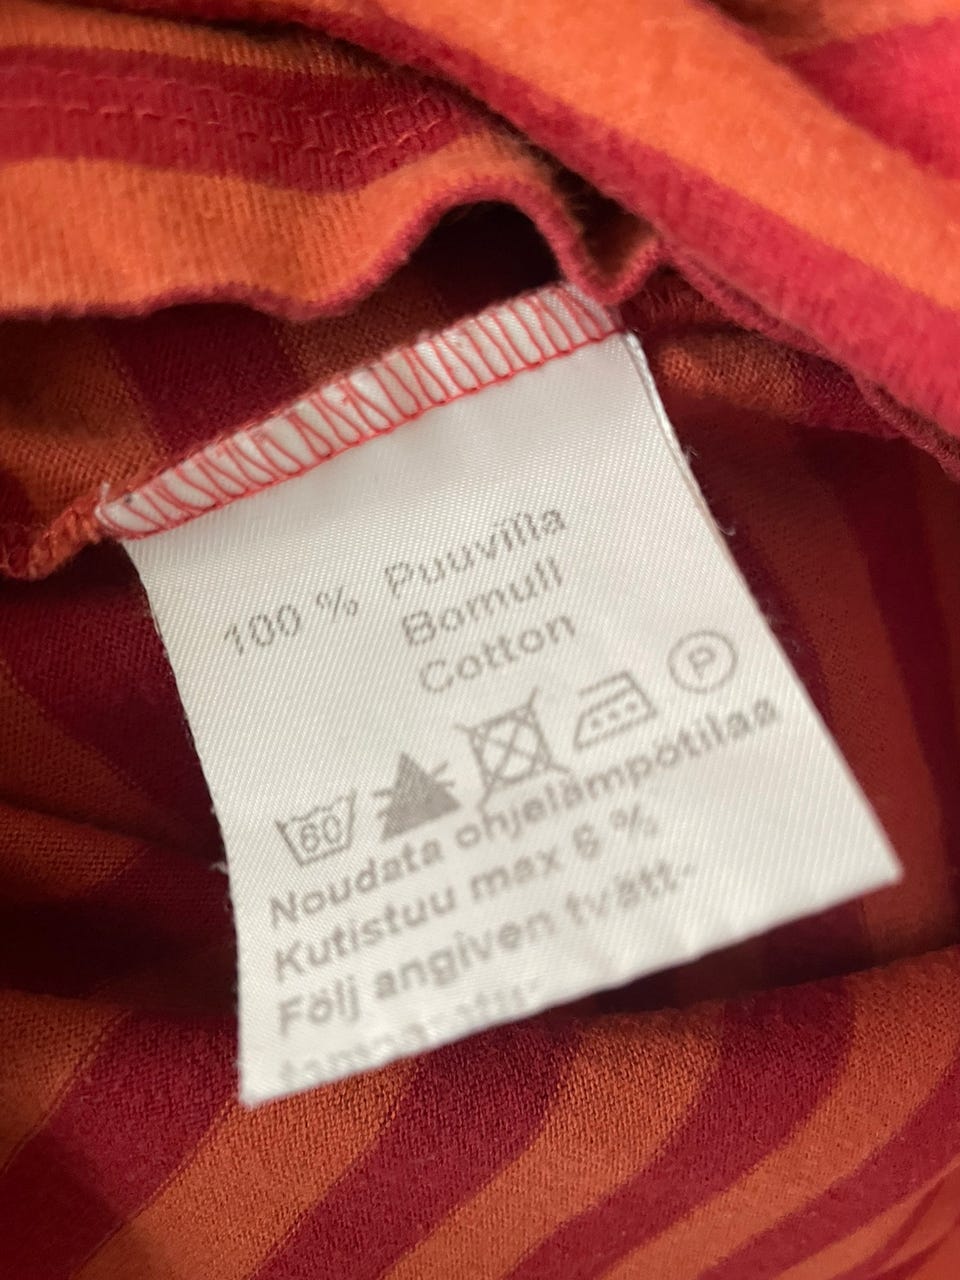 100 % Puuvilla
Bomull
Cotton
P
60
Noudata ohjelämpötilaa
Kutistuu max 6 %
Följ angiven tvätt-